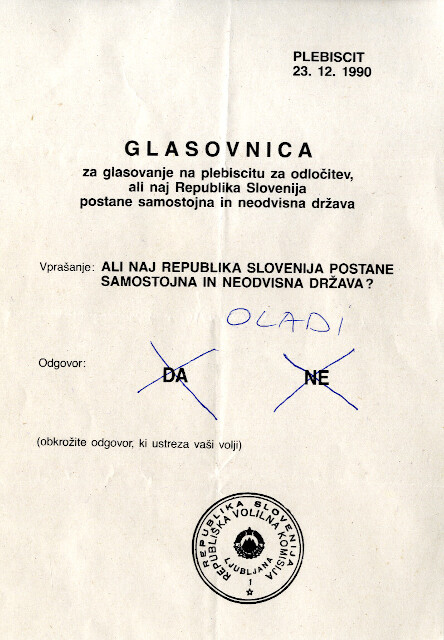 PLEBISCIT
23. 12. 1990
GLASOVNICA
za glasovanje na plebiscitu za odločitev,
ali naj Republika Slovenija
postane samostojna in neodvisna država
Vprašanje: ALI NAJ REPUBLIKA SLOVENIJA POSTANE
SAMOSTOJNA IN NEODVISNA DRŽAVA?
OLADI
Odgovor:
DA NE
(obkrožite odgovor, ki ustreza vaši volji)
REPUBLIKA SLOVENIJA
REPUBLIŠKA VOLILNA KOMISIJA
LJUBLJANA
1